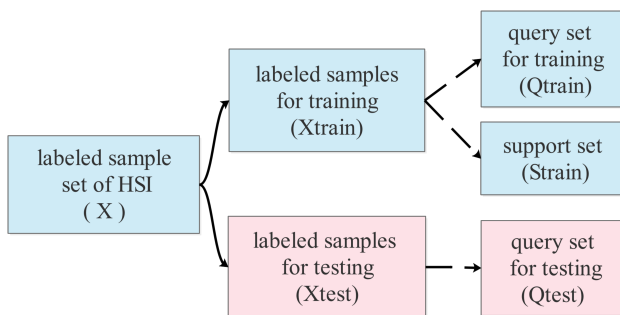 labeled sample
set of HSI
( X )
labeled samples
for training
(Xtrain)
query set
for training
(Qtrain)
support set
(Strain)
labeled samples
for testing
(Xtest)
query set
for testing
(Qtest)